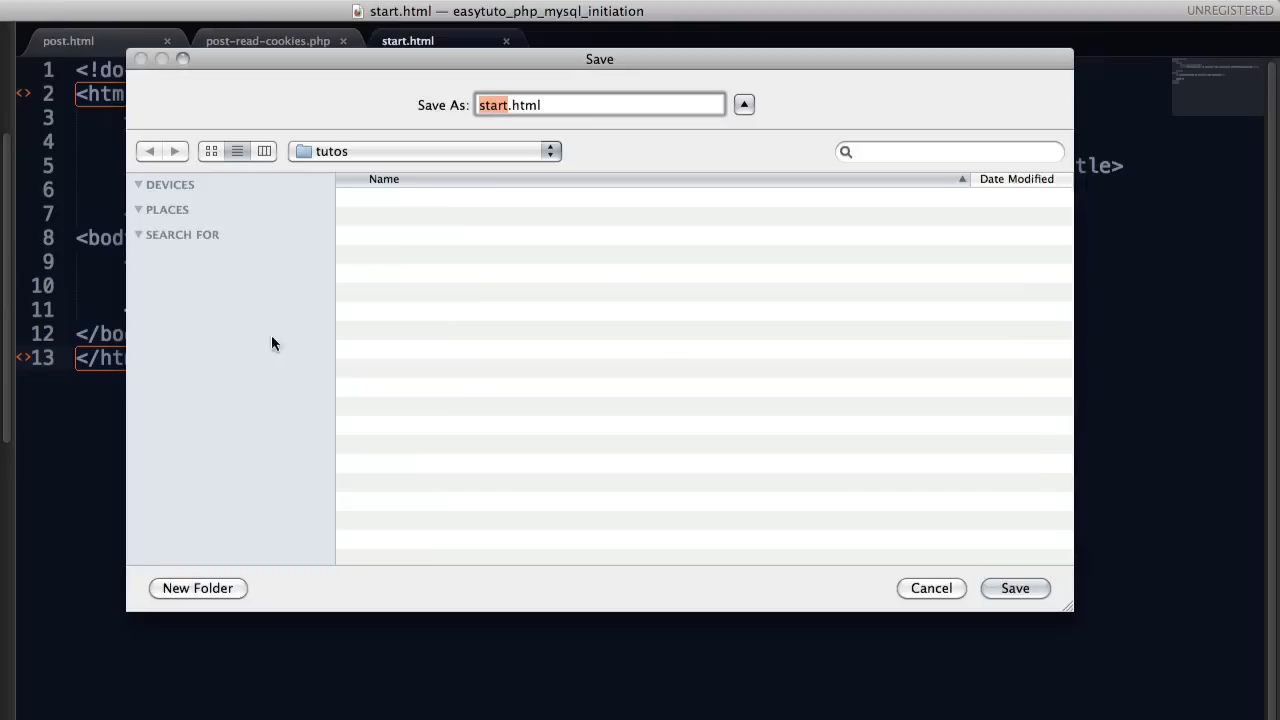 start.html — easytuto_php_mysql_initiation
UNREGISTERED
post.html × post-read-cookies.php × start.html ×
Save
Save As: start.html
tutos
DEVICES
PLACES
SEARCH FOR
Name
Date Modified
New Folder
Cancel
Save
1 <!do
2 <htm
3
4
5 tle>
6
7
8 <bod
9
10
11
12 </bo
13 </ht